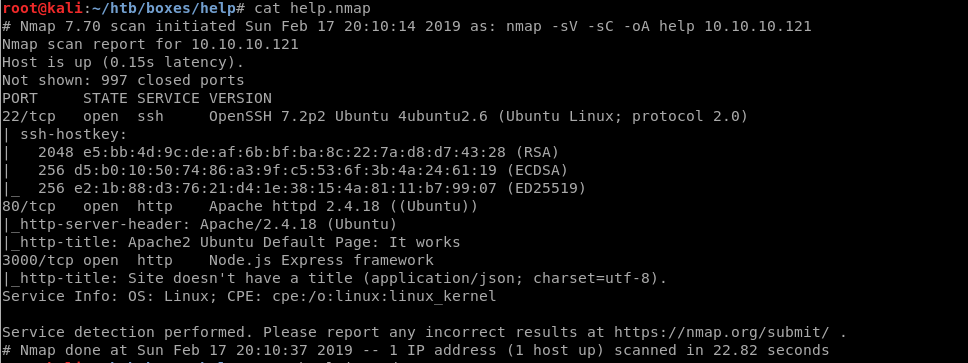 root@kali:~/htb/boxes/help# cat help.nmap
# Nmap 7.70 scan initiated Sun Feb 17 20:10:14 2019 as: nmap -sV -sC -oA help 10.10.10.121
Nmap scan report for 10.10.10.121
Host is up (0.15s latency).
Not shown: 997 closed ports
PORT     STATE SERVICE VERSION
22/tcp   open  ssh     OpenSSH 7.2p2 Ubuntu 4ubuntu2.6 (Ubuntu Linux; protocol 2.0)
| ssh-hostkey:
|   2048 e5:bb:4d:9c:de:af:6b:bf:ba:8c:22:7a:d8:d7:43:28 (RSA)
|   256 d5:b0:10:50:74:86:a3:9f:c5:53:6f:3b:4a:24:61:19 (ECDSA)
|_  256 e2:1b:88:d3:76:21:d4:1e:38:15:4a:81:11:b7:99:07 (ED25519)
80/tcp   open  http    Apache httpd 2.4.18 ((Ubuntu))
|_http-server-header: Apache/2.4.18 (Ubuntu)
|_http-title: Apache2 Ubuntu Default Page: It works
3000/tcp open  http    Node.js Express framework
|_http-title: Site doesn't have a title (application/json; charset=utf-8).
Service Info: OS: Linux; CPE: cpe:/o:linux:linux_kernel

Service detection performed. Please report any incorrect results at https://nmap.org/submit/ .
# Nmap done at Sun Feb 17 20:10:37 2019 -- 1 IP address (1 host up) scanned in 22.82 seconds